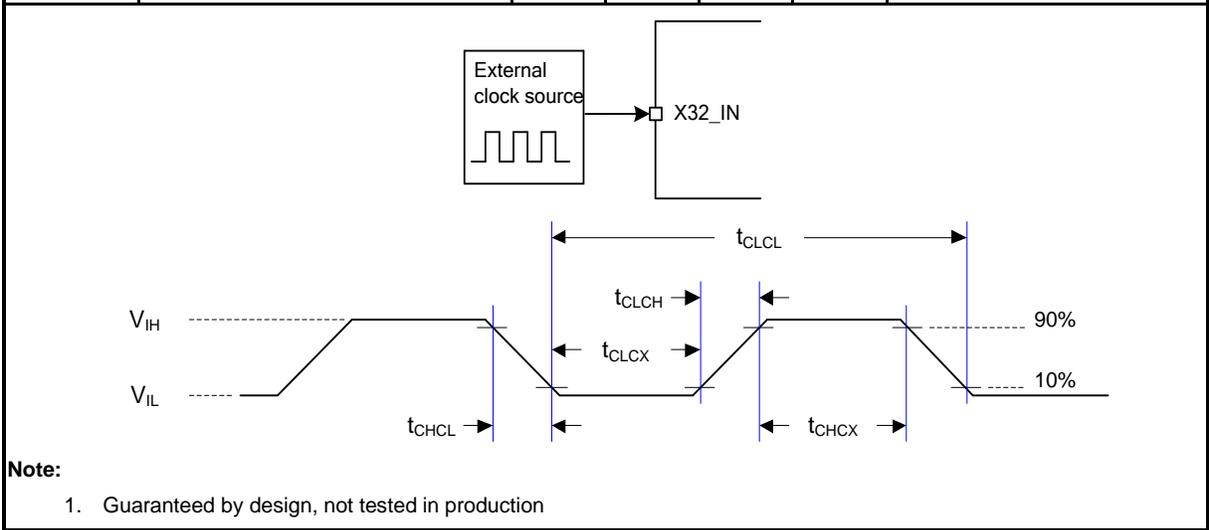 External
clock source
X32_IN
tCLCL
tCLCH
VIH
90%
tCLCX
VIL
10%
tCHCL
tCHCX
Note:
1. Guaranteed by design, not tested in production